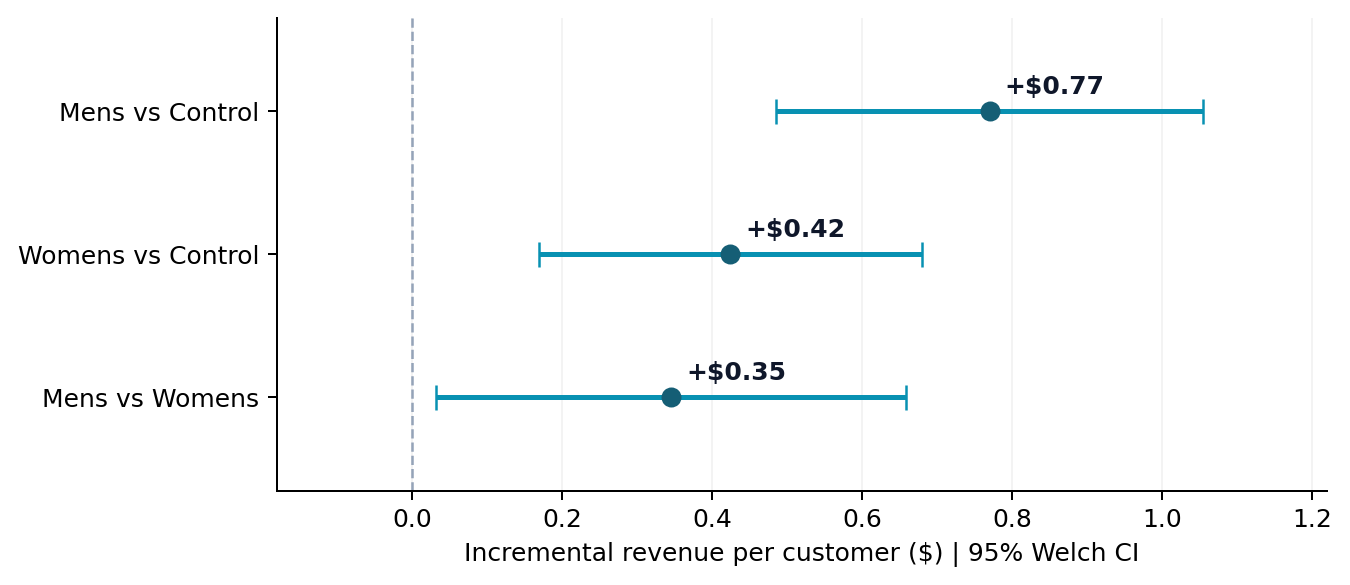 Mens vs Control
+$0.77
Womens vs Control
+$0.42
Mens vs Womens
+$0.35
0.0 0.2 0.4 0.6 0.8 1.0 1.2
Incremental revenue per customer ($) | 95% Welch CI